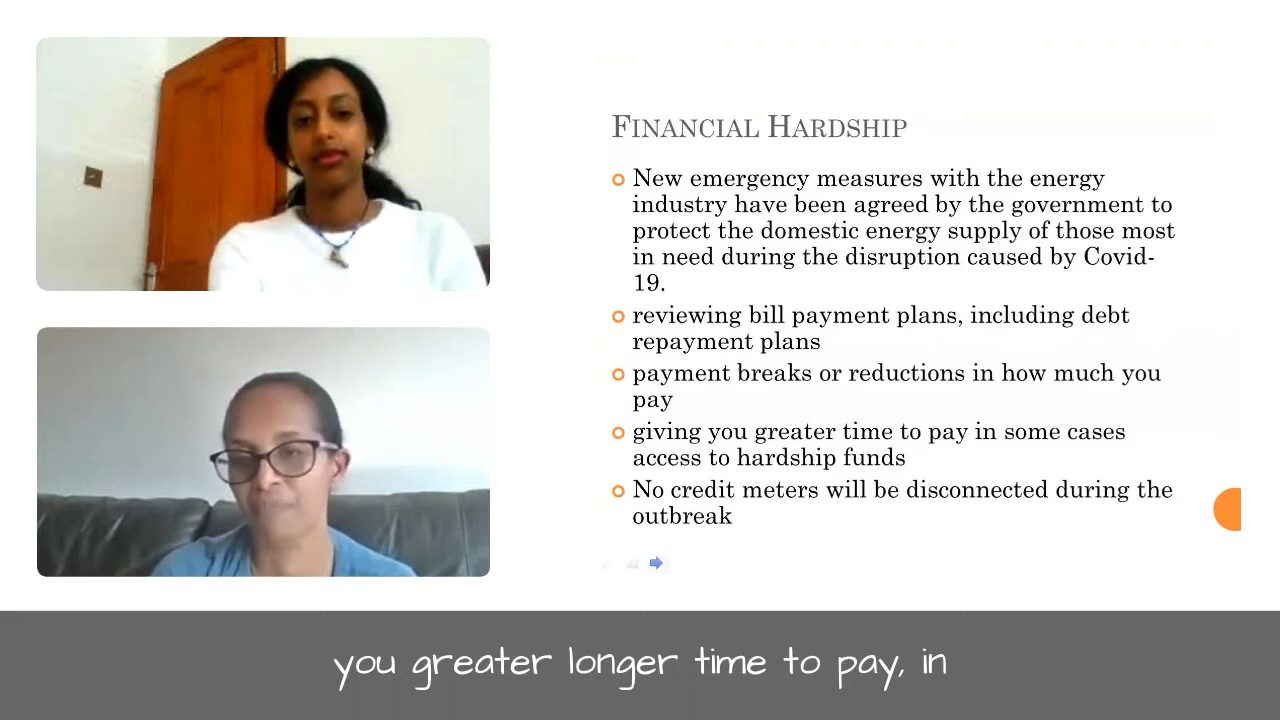 FINANCIAL HARDSHIP
New emergency measures with the energy
industry have been agreed by the government to
protect the domestic energy supply of those most
in need during the disruption caused by Covid-
19.
reviewing bill payment plans, including debt
repayment plans
payment breaks or reductions in how much you
pay
giving you greater time to pay in some cases
access to hardship funds
No credit meters will be disconnected during the
outbreak
you greater longer time to pay, in